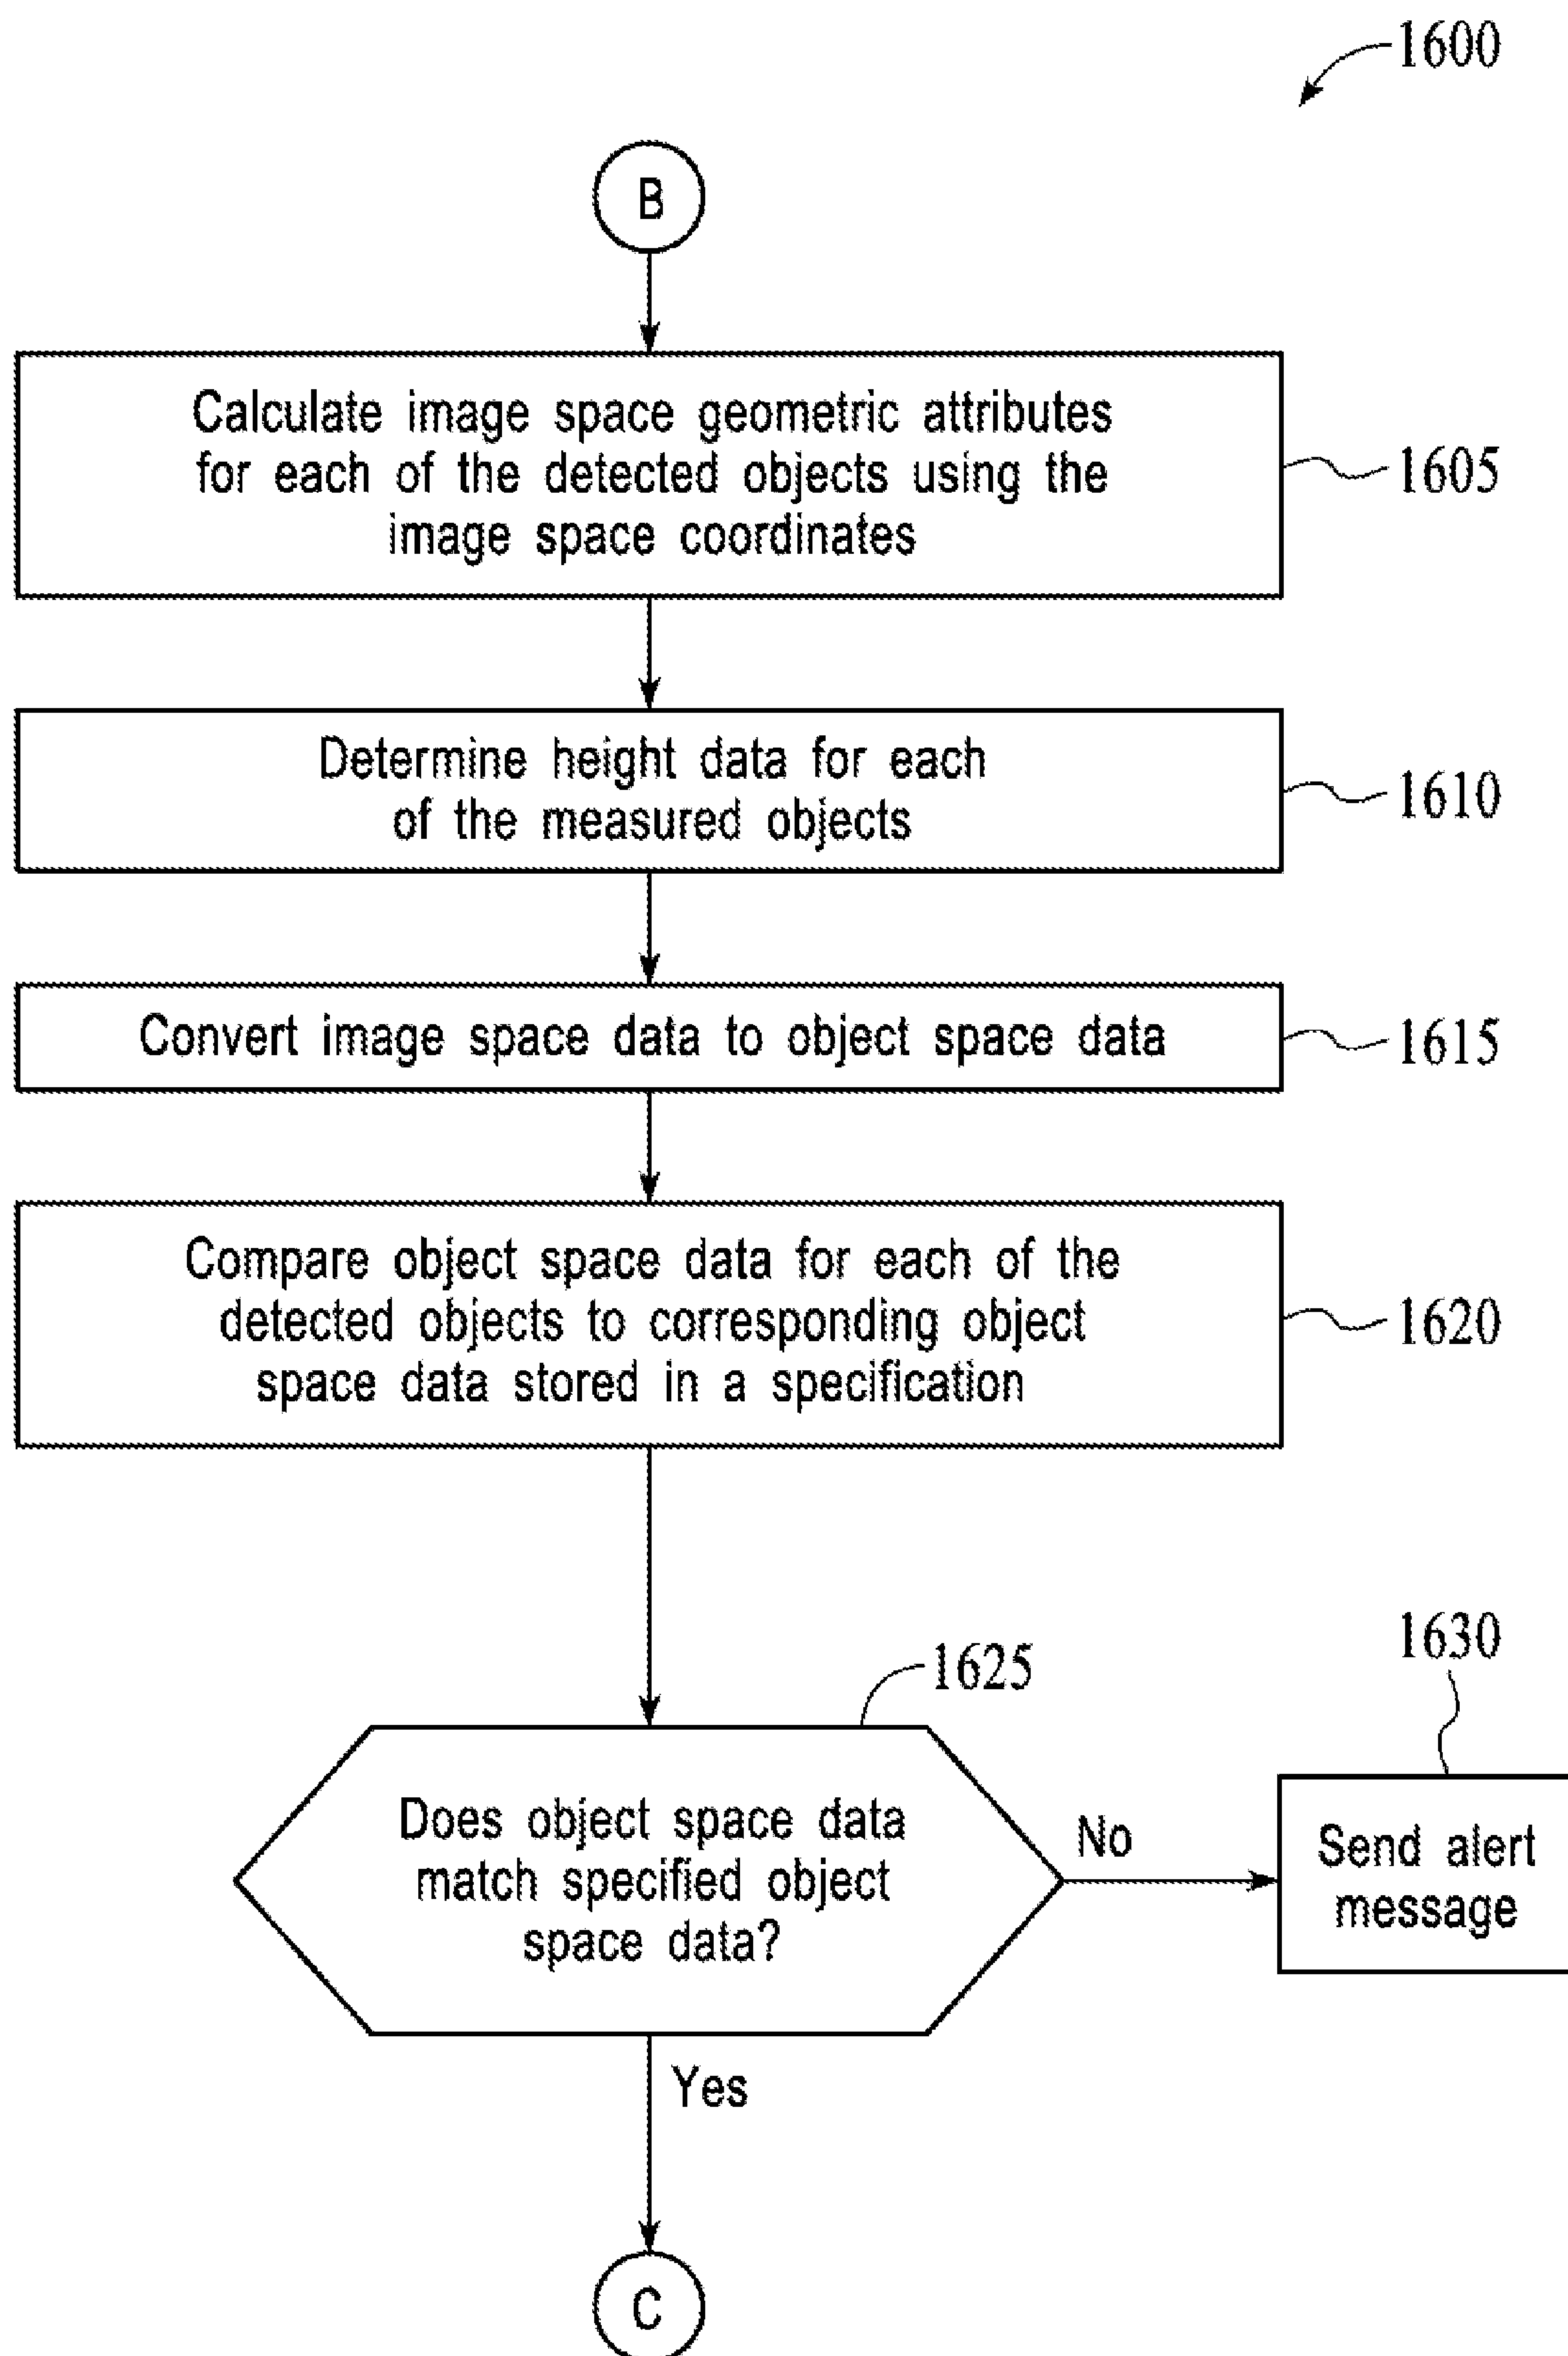 1600
B
Calculate image space geometric attributes
for each of the detected objects using the
image space coordinates
1605
Determine height data for each
of the measured objects
1610
Convert image space data to object space data
1615
Compare object space data for each of the
detected objects to corresponding object
space data stored in a specification
1620
1625
1630
Does object space data
match specified object
space data?
No
Send alert
message
Yes
C